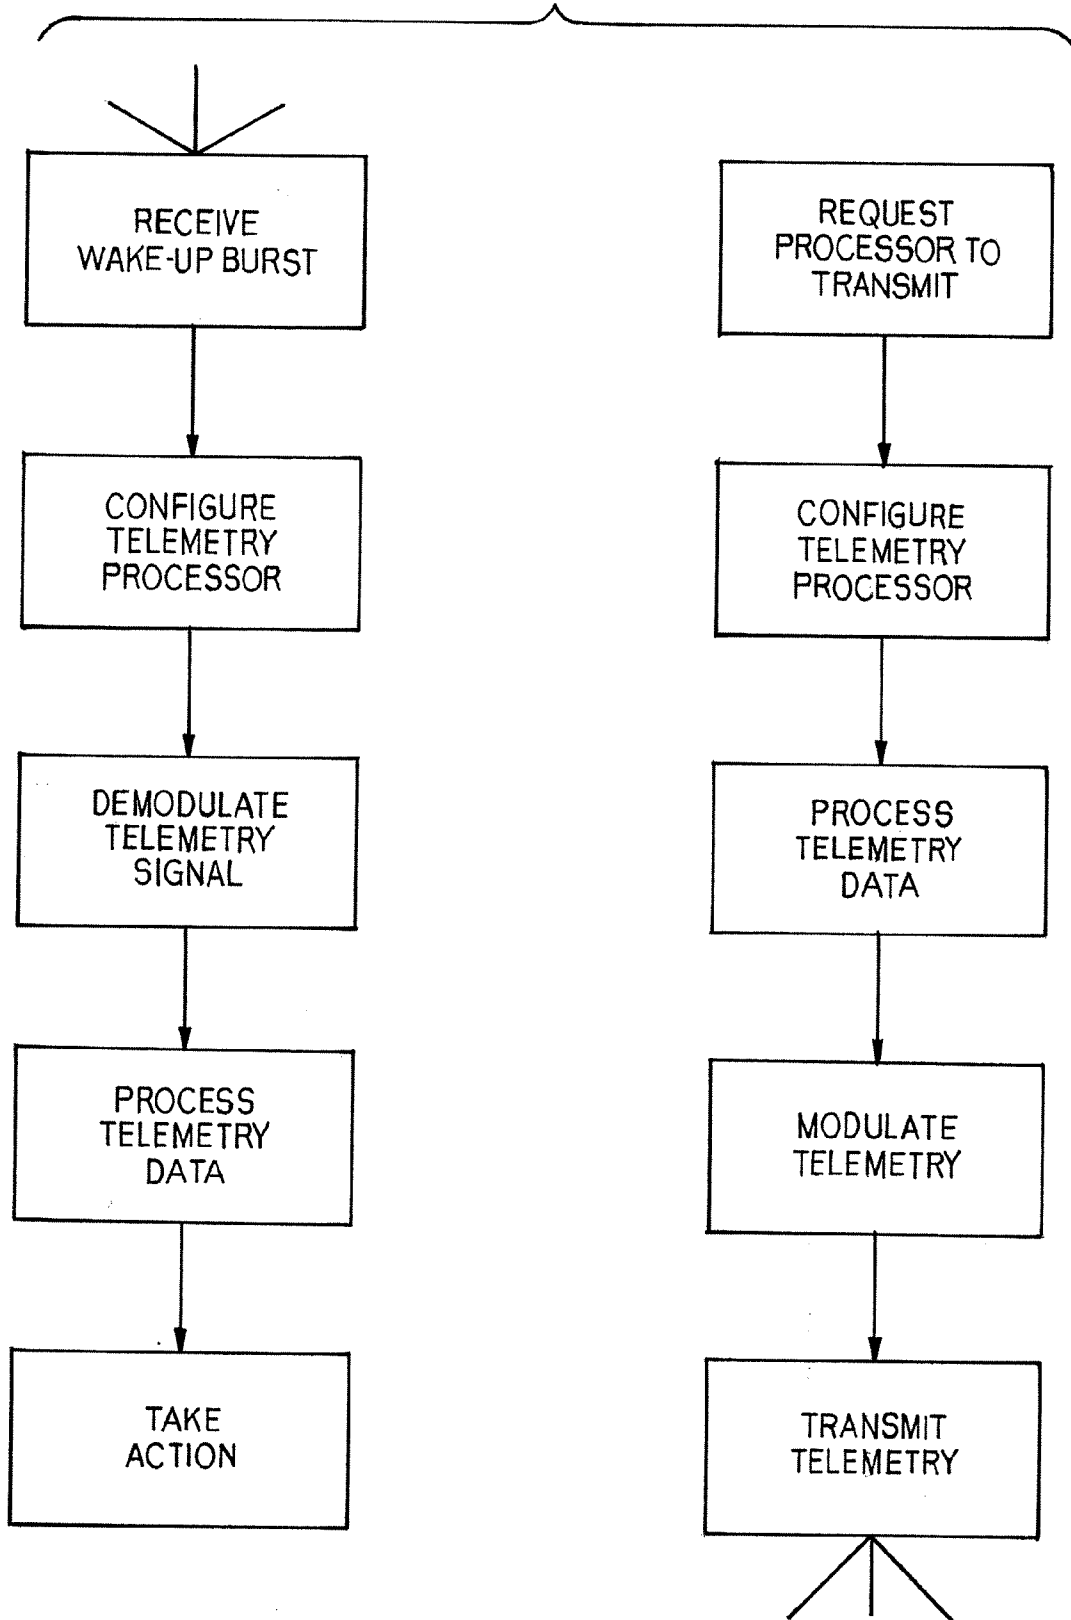 RECEIVE
WAKE-UP BURST
CONFIGURE
TELEMETRY
PROCESSOR
DEMODULATE
TELEMETRY
SIGNAL
PROCESS
TELEMETRY
DATA
TAKE
ACTION
REQUEST
PROCESSOR TO
TRANSMIT
CONFIGURE
TELEMETRY
PROCESSOR
PROCESS
TELEMETRY
DATA
MODULATE
TELEMETRY
TRANSMIT
TELEMETRY